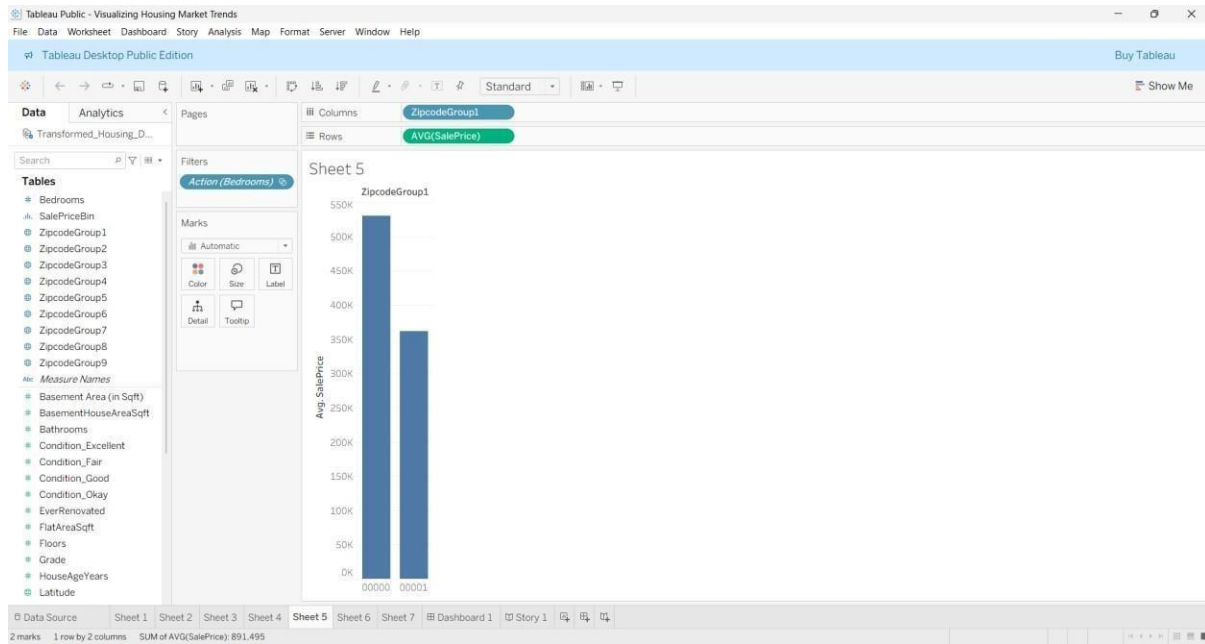 Tableau Public - Visualizing Housing Market Trends
File Data Worksheet Dashboard Story Analysis Map Format Server Window Help
Tableau Desktop Public Edition
Buy Tableau
Standard
Show Me
Data
Analytics
Transformed_Housing_D...
Search
Tables
Bedrooms
SalePriceBin
ZipcodeGroup1
ZipcodeGroup2
ZipcodeGroup3
ZipcodeGroup4
ZipcodeGroup5
ZipcodeGroup6
ZipcodeGroup7
ZipcodeGroup8
ZipcodeGroup9
Abc Measure Names
Basement Area (in Sqft)
BasementHouseAreaSqft
Bathrooms
Condition_Excellent
Condition_Fair
Condition_Good
Condition_Okay
EverRenovated
FlatAreaSqft
Floors
Grade
HouseAgeYears
Latitude
Pages
Filters
Action (Bedrooms)
Marks
Automatic
Color Size Label
Detail Tooltip
Columns
ZipcodeGroup1
Rows
AVG(SalePrice)
Sheet 5
ZipcodeGroup1
550K
500K
450K
400K
350K
300K
250K
200K
150K
100K
50K
0K
Avg. SalePrice
00000 00001
Data Source Sheet 1 Sheet 2 Sheet 3 Sheet 4 Sheet 5 Sheet 6 Sheet 7 Dashboard 1 Story 1
2 marks 1 row by 2 columns SUM of AVG(SalePrice): 891,495